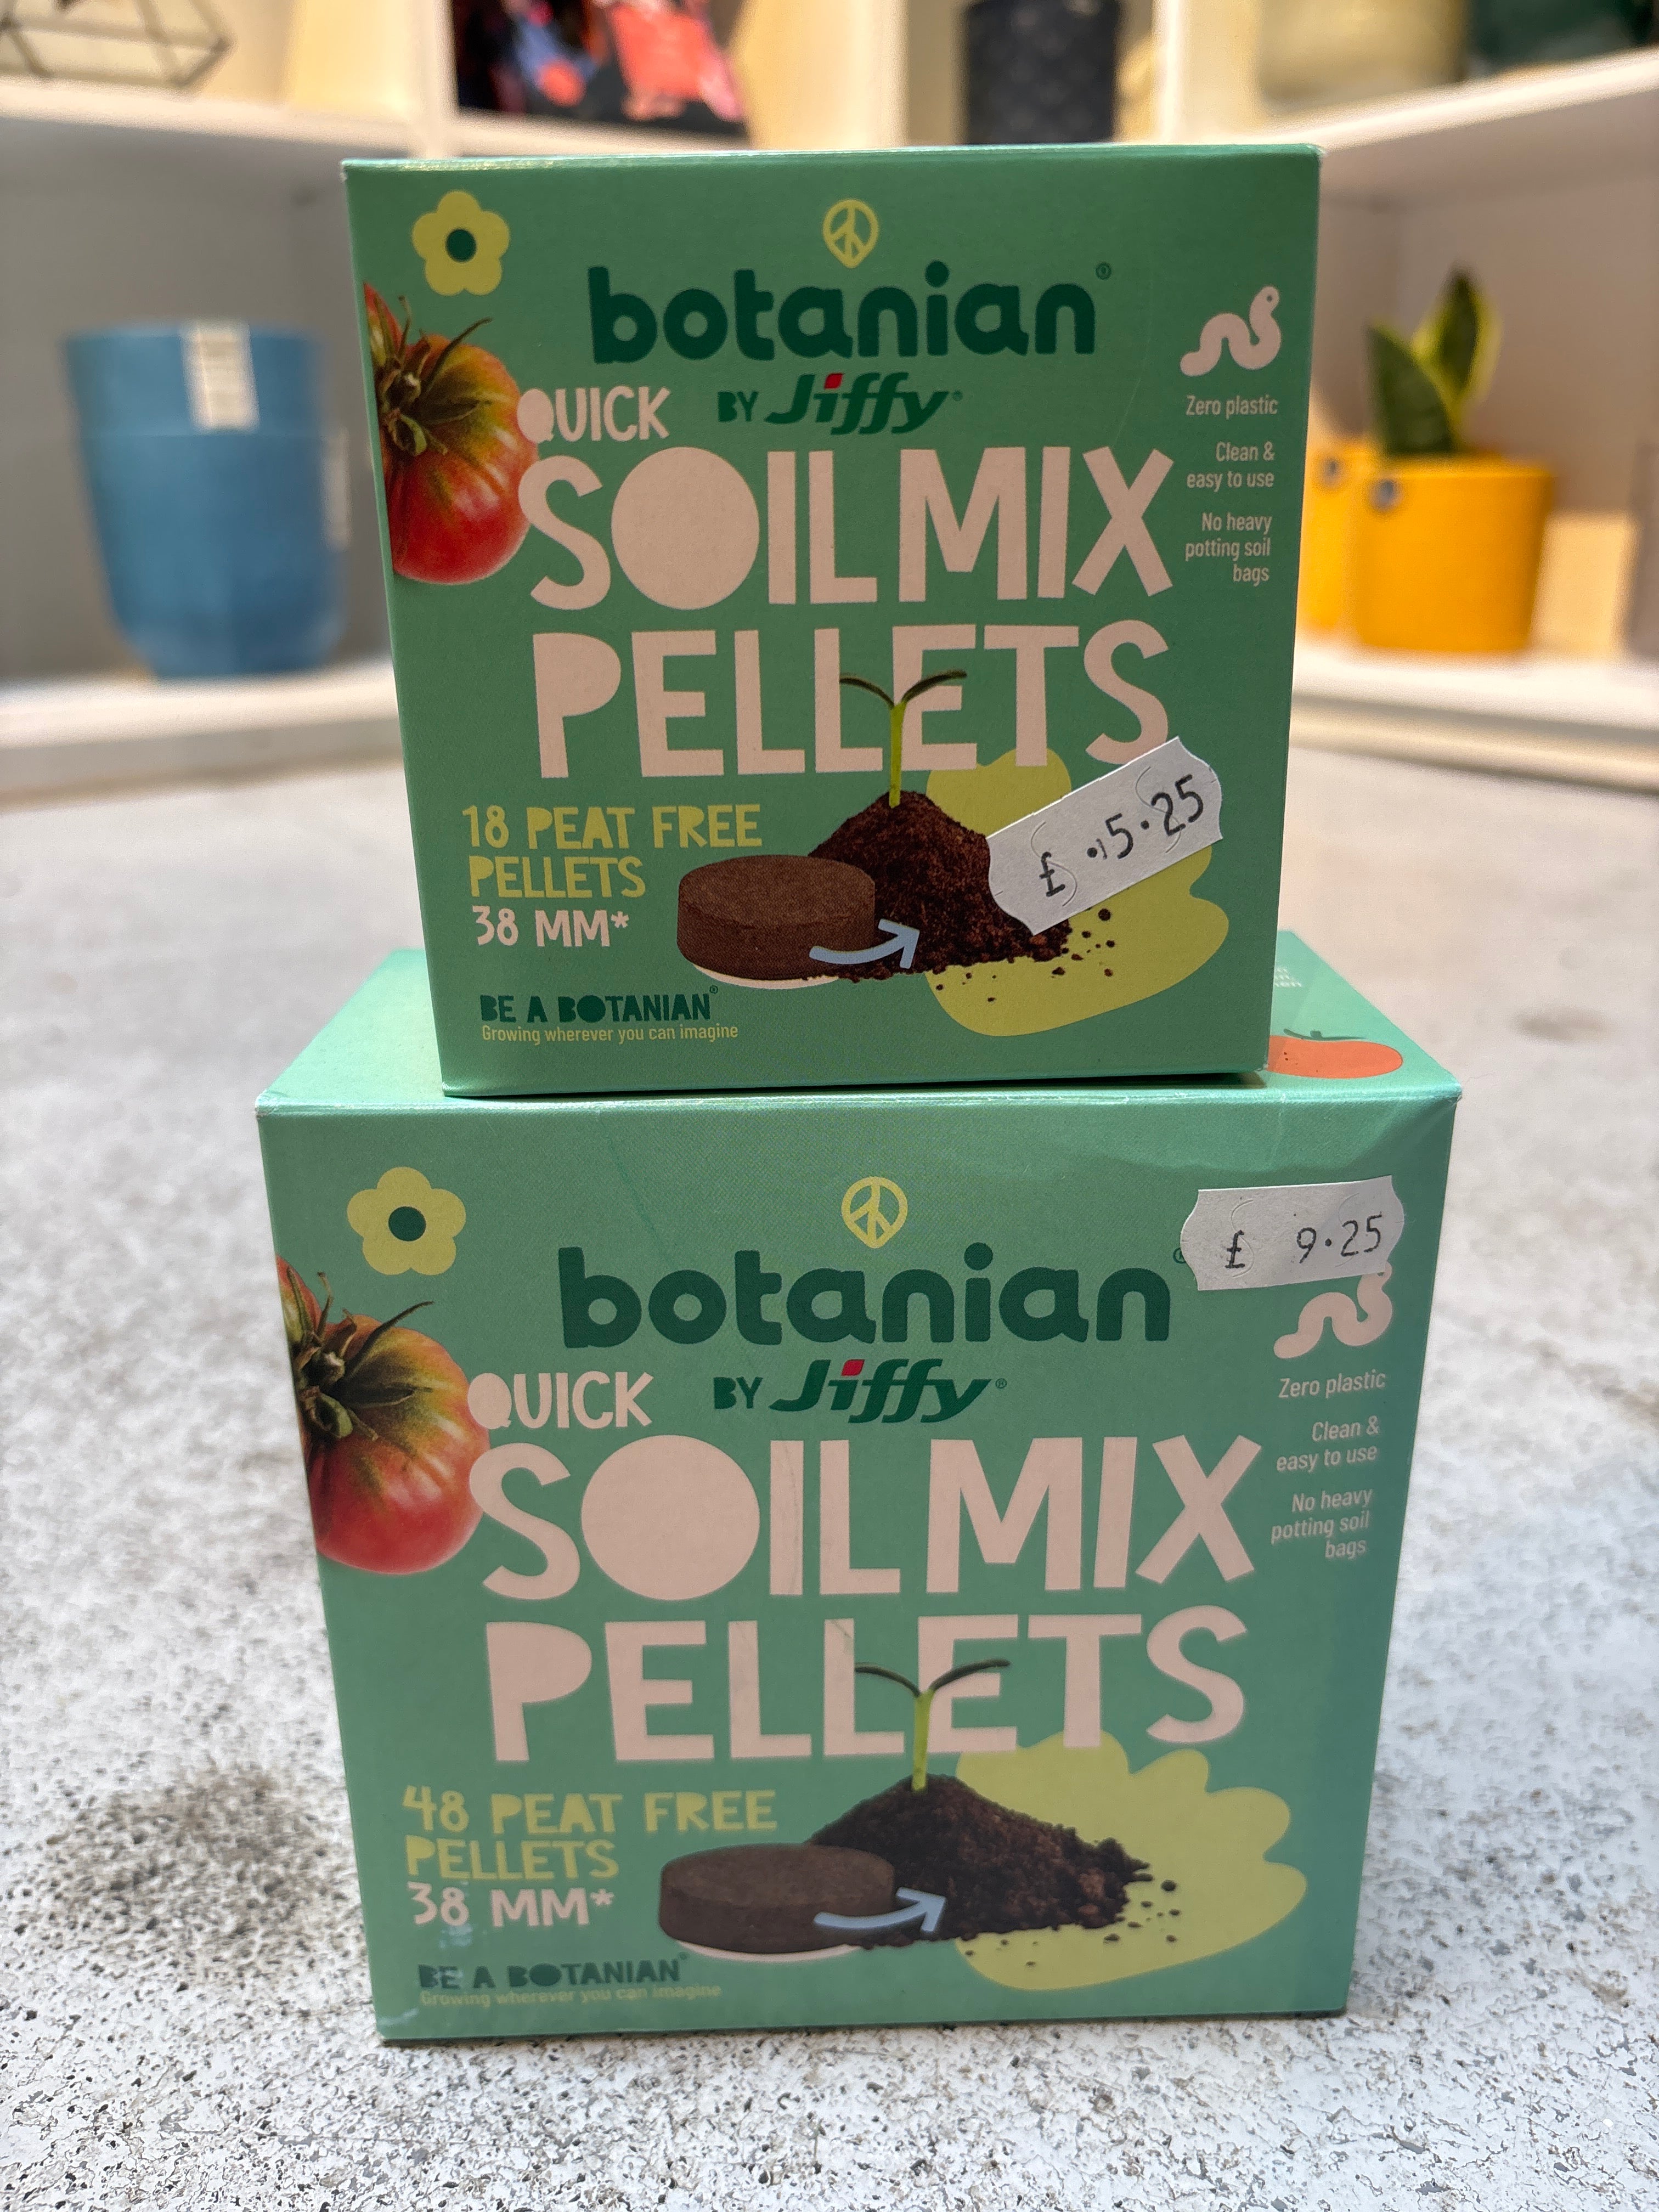 botanian®
BY Jiffy®
QUICK
SOIL MIX
PELLETS
Zero plastic
Clean &
easy to use
No heavy
potting soil
bags
£ 5.25
18 PEAT FREE
PELLETS
38 MM*
BE A BOTANIAN®
Growing wherever you can imagine
£ 9.25
botanian
BY Jiffy®
QUICK
SOIL MIX
PELLETS
Zero plastic
Clean &
easy to use
No heavy
potting soil
bags
48 PEAT FREE
PELLETS
38 MM*
BE A BOTANIAN®
Growing wherever you can imagine